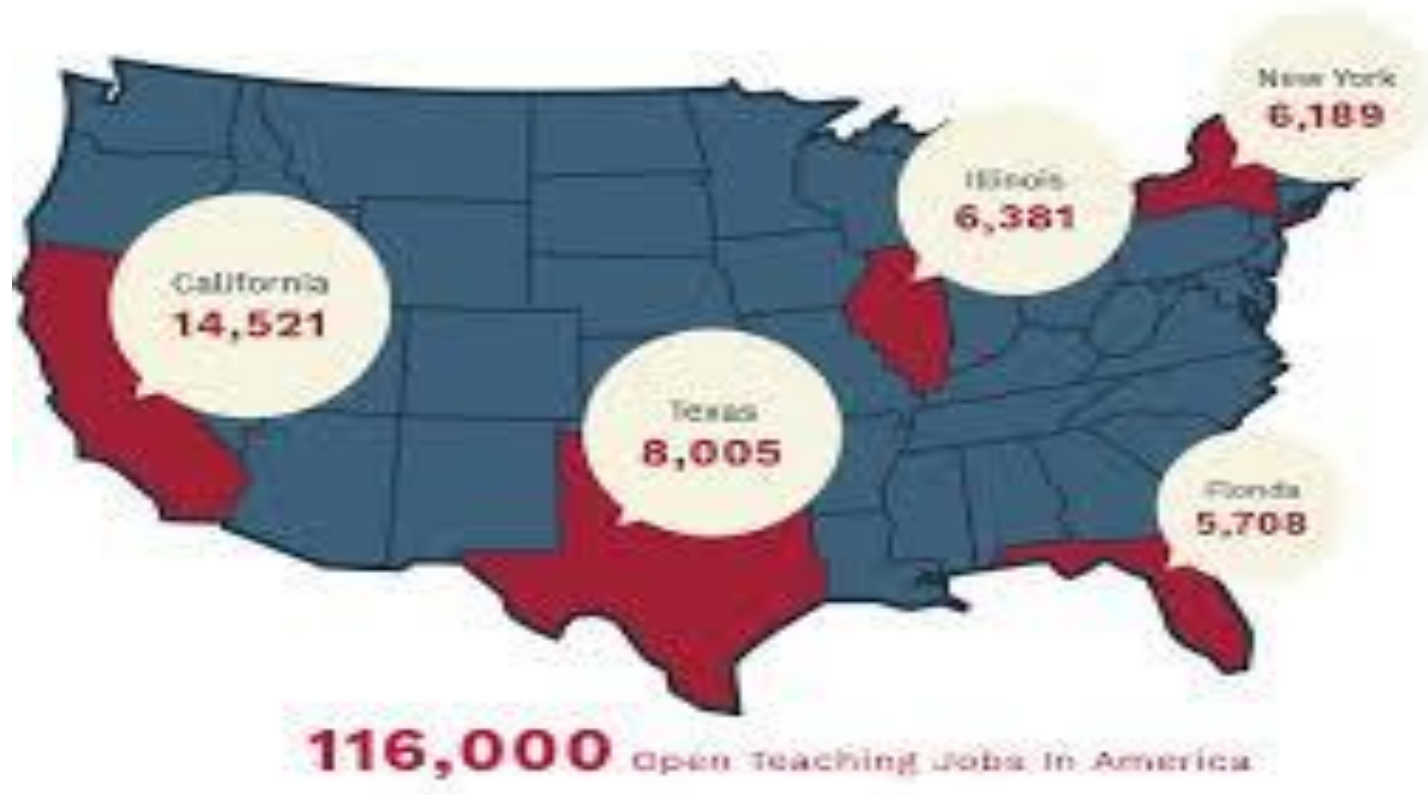 New York
6,189
Illinois
6,381
California
14,521
Texas
8,005
Florida
5,708
116,000 Open Teaching Jobs In America